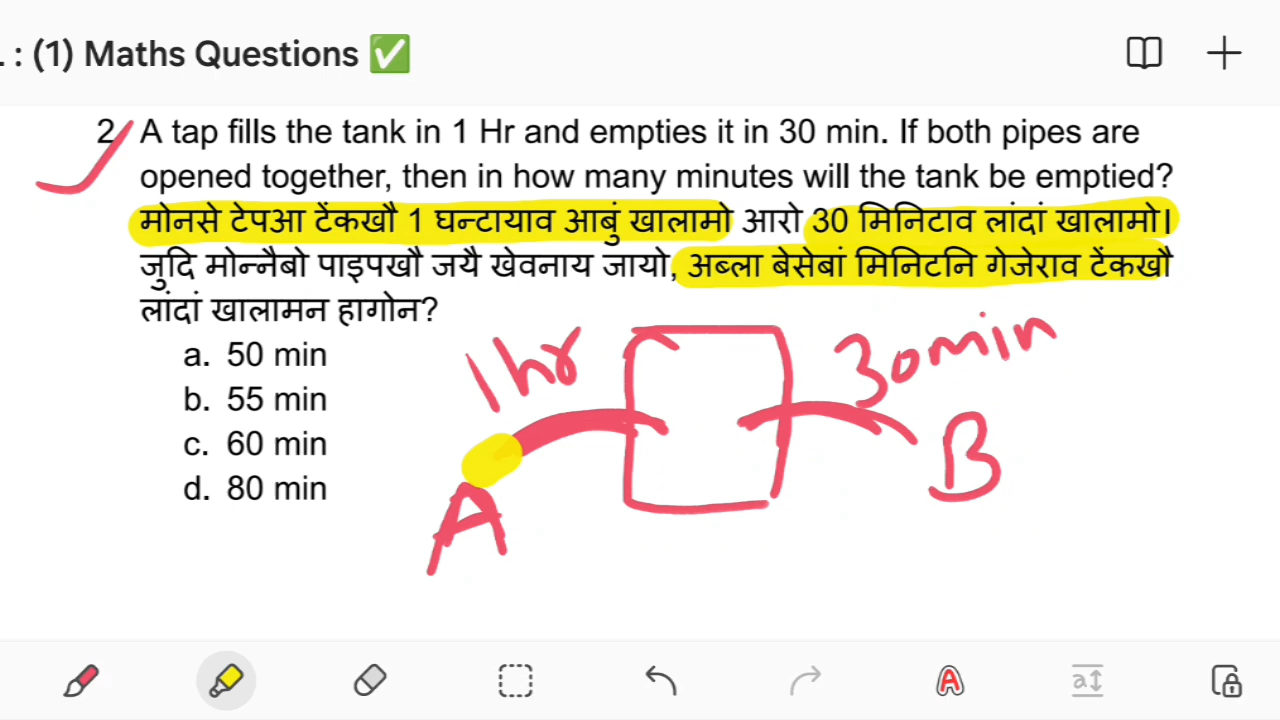 . : (1) Maths Questions ✅
2. A tap fills the tank in 1 Hr and empties it in 30 min. If both pipes are
opened together, then in how many minutes will the tank be emptied?
मोनसे टेपआ टेंकखौ 1 घन्टायाव आबुं खालामो आरो 30 मिनिटाव लांदां खालामो।
जुदि मोन्नैबो पाइपखौ जयै खेवनाय जायो, अब्ला बेसेबां मिनिटनि गेजेराव टेंकखौ
लांदां खालामन हागोन?
a. 50 min
b. 55 min
c. 60 min
d. 80 min
1hr
30min
A
B
A
a